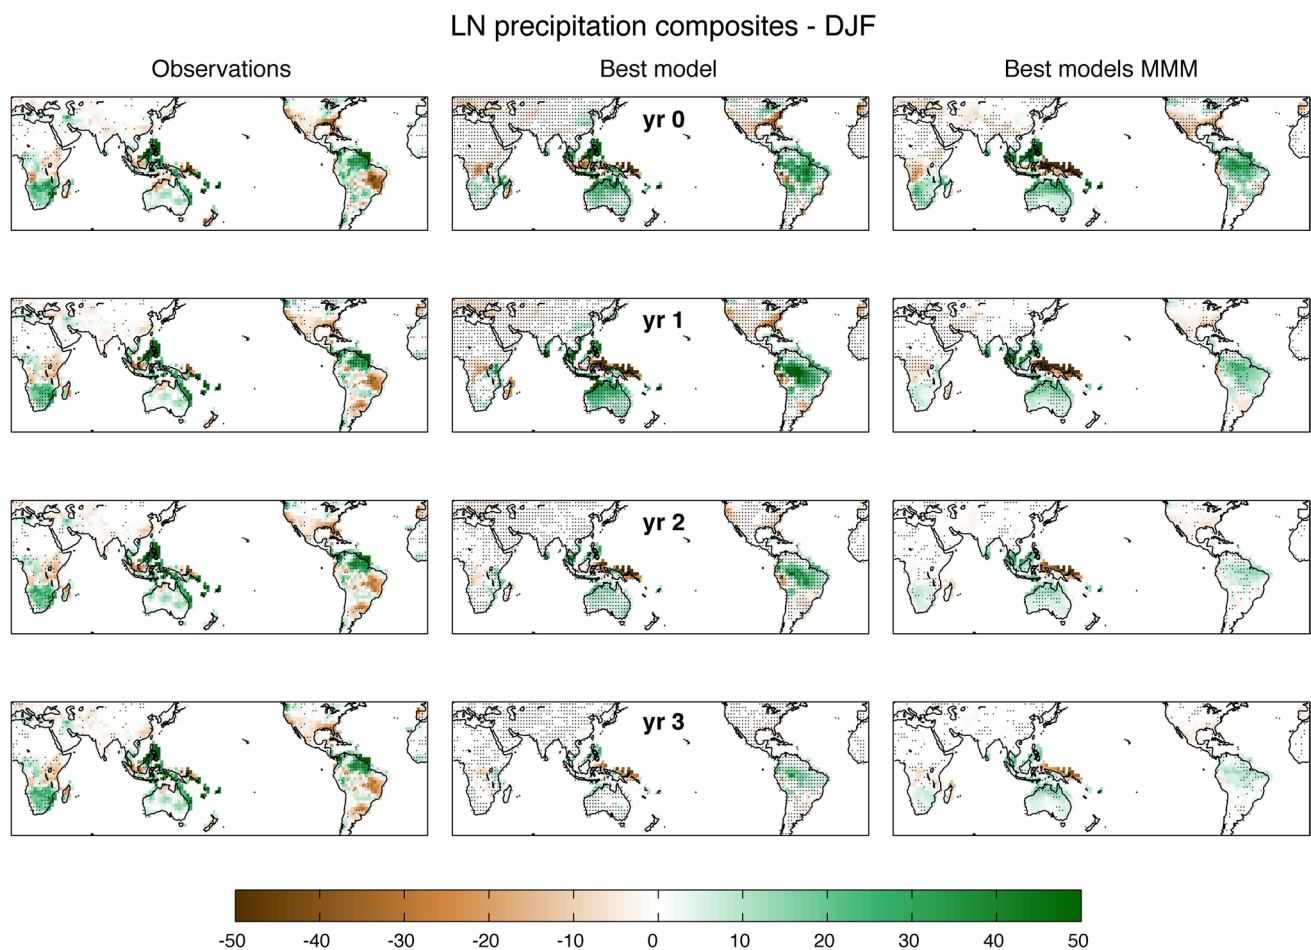 LN precipitation composites - DJF
Observations
Best model
Best models MMM
yr 0
yr 1
yr 2
yr 3
-50 -40 -30 -20 -10 0 10 20 30 40 50